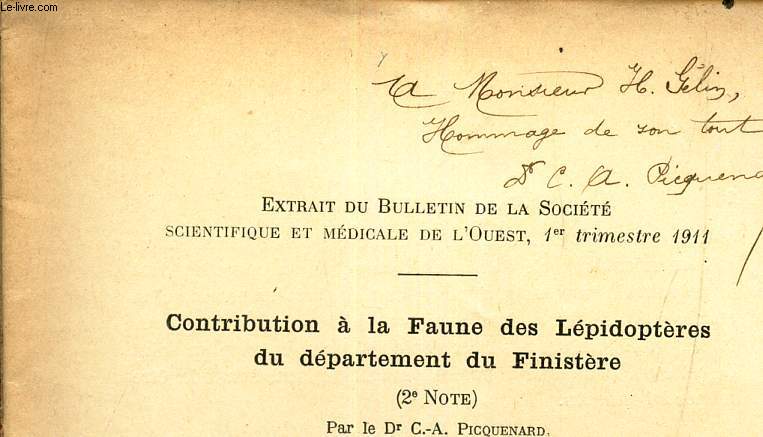 Le-livre.com
A Monsieur H. Gélin,
Hommage de son tout
Dr C. A. Picquena
EXTRAIT DU BULLETIN DE LA SOCIÉTÉ
SCIENTIFIQUE ET MÉDICALE DE L'OUEST, 1er trimestre 1911
Contribution à la Faune des Lépidoptères
du département du Finistère
(2e NOTE)
Par le Dr C.-A. PICQUENARD,